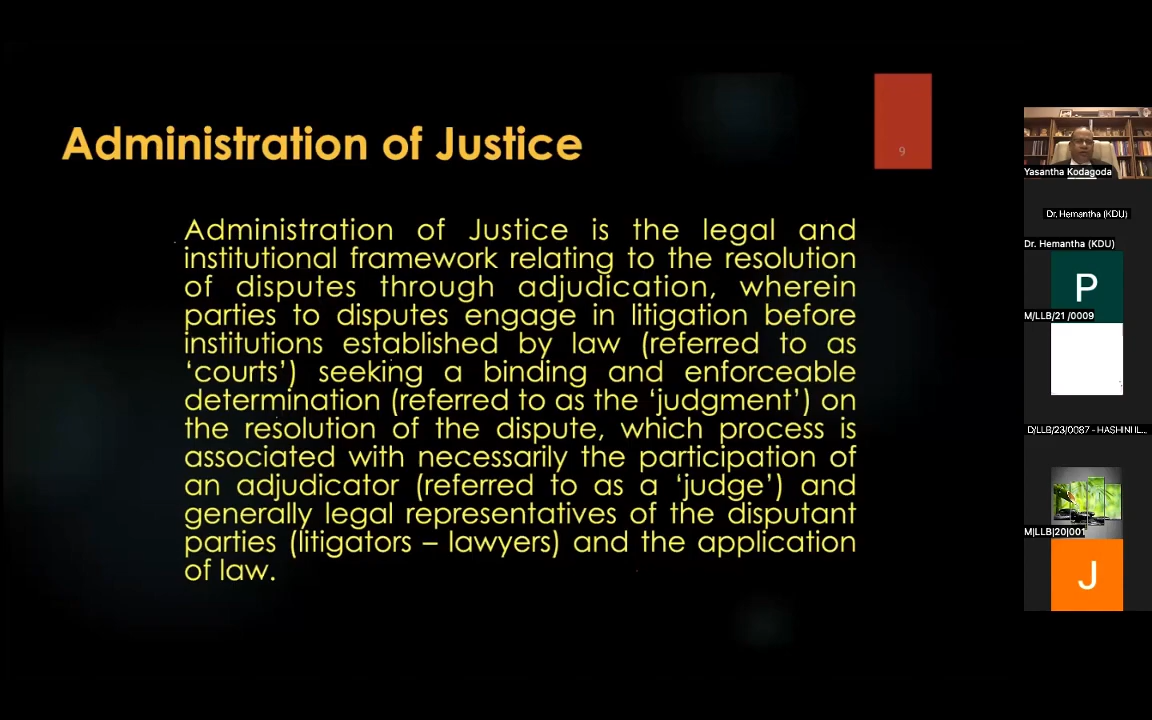 Administration of Justice
9
Administration of Justice is the legal and
institutional framework relating to the resolution
of disputes through adjudication, wherein
parties to disputes engage in litigation before
institutions established by law (referred to as
‘courts’) seeking a binding and enforceable
determination (referred to as the ‘judgment’) on
the resolution of the dispute, which process is
associated with necessarily the participation of
an adjudicator (referred to as a ‘judge’) and
generally legal representatives of the disputant
parties (litigators – lawyers) and the application
of law.
Yasantha Kodagoda
Dr. Hemantha (KDU)
Dr. Hemantha (KDU)
P
M/LLB/21 /0009
D/LLB/23/0087 - HASHINI IL...
M|LLB|20|001
J